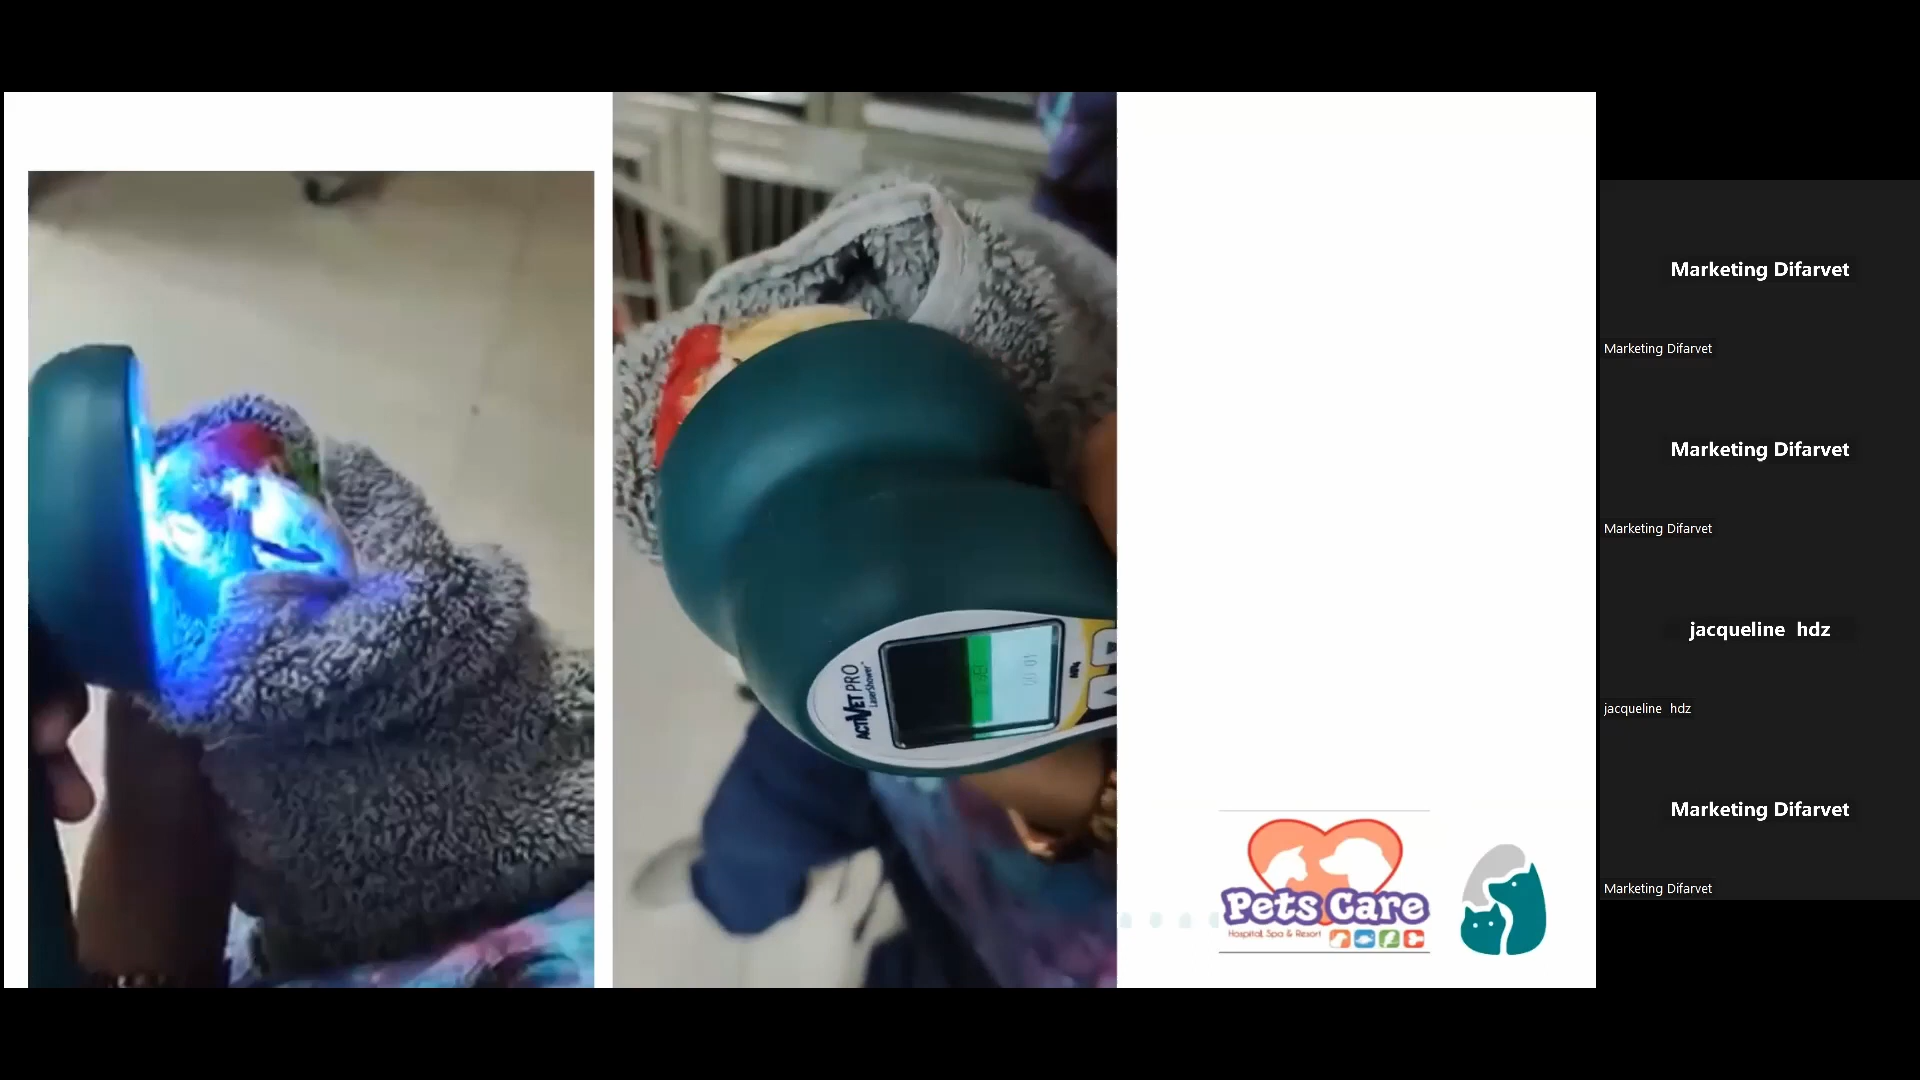 ACTIVET PRO
LaserShower
Pets Care
Hospital, Spa & Resort
Marketing Difarvet
Marketing Difarvet
Marketing Difarvet
Marketing Difarvet
jacqueline hdz
jacqueline hdz
Marketing Difarvet
Marketing Difarvet